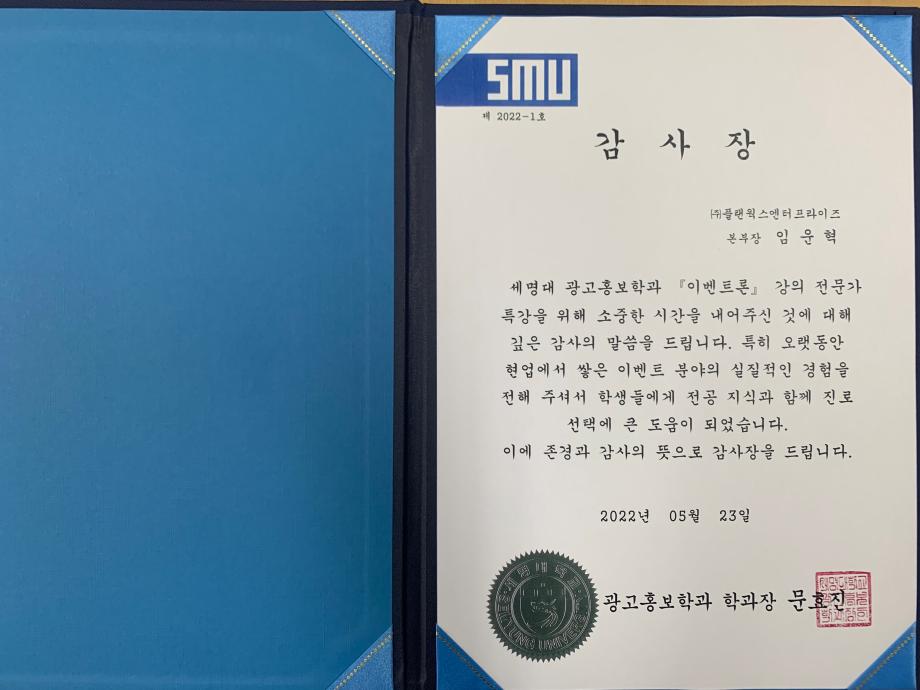 SMU
제 2022-1호
감 사 장
㈜플랜웍스엔터프라이즈
본부장 임운혁
세명대 광고홍보학과 『이벤트론』 강의 전문가
특강을 위해 소중한 시간을 내어주신 것에 대해
깊은 감사의 말씀을 드립니다. 특히 오랫동안
현업에서 쌓은 이벤트 분야의 실질적인 경험을
전해 주셔서 학생들에게 전공 지식과 함께 진로
선택에 큰 도움이 되었습니다.
이에 존경과 감사의 뜻으로 감사장을 드립니다.
2022년 05월 23일
광고홍보학과 학과장 문효진